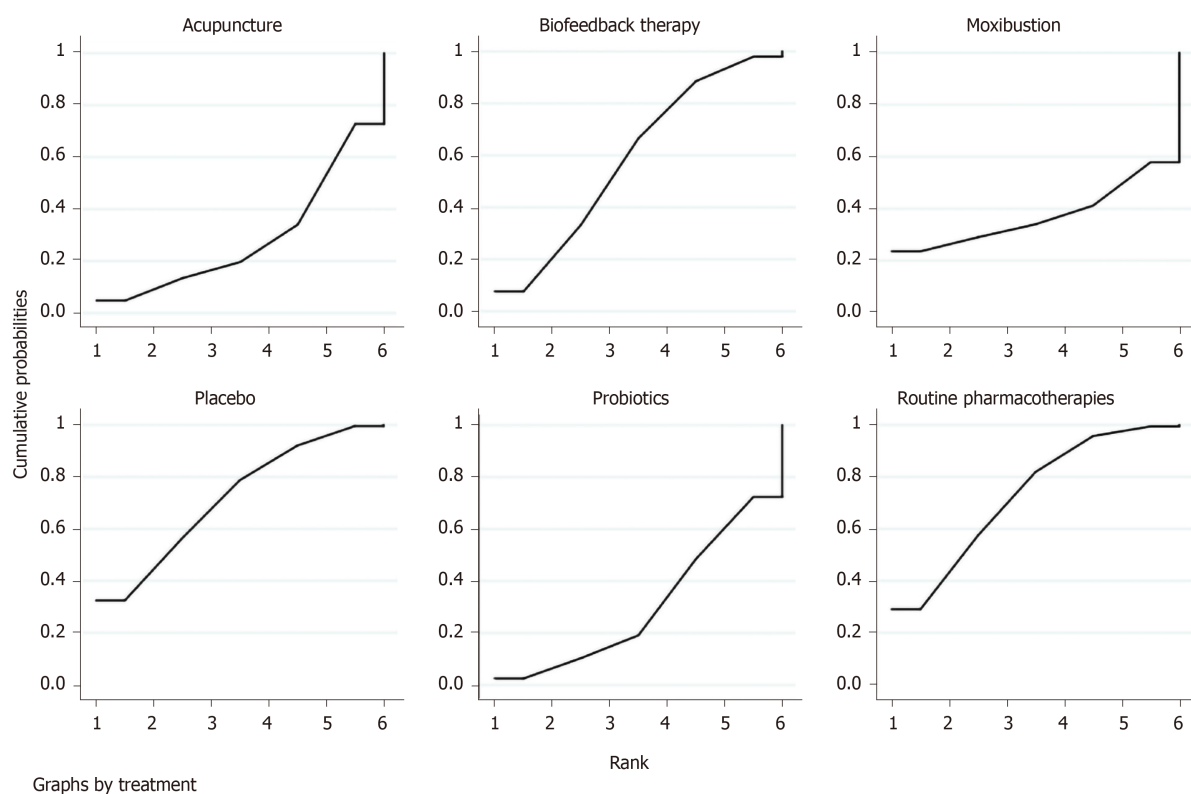 Acupuncture
1
0.8
0.6
0.4
0.2
0.0
1 2 3 4 5 6
Biofeedback therapy
1
0.8
0.6
0.4
0.2
0.0
1 2 3 4 5 6
Moxibustion
1
0.8
0.6
0.4
0.2
0.0
1 2 3 4 5 6
Cumulative probabilities
Placebo
1
0.8
0.6
0.4
0.2
0.0
1 2 3 4 5 6
Probiotics
1
0.8
0.6
0.4
0.2
0.0
1 2 3 4 5 6
Routine pharmacotherapies
1
0.8
0.6
0.4
0.2
0.0
1 2 3 4 5 6
Rank
Graphs by treatment